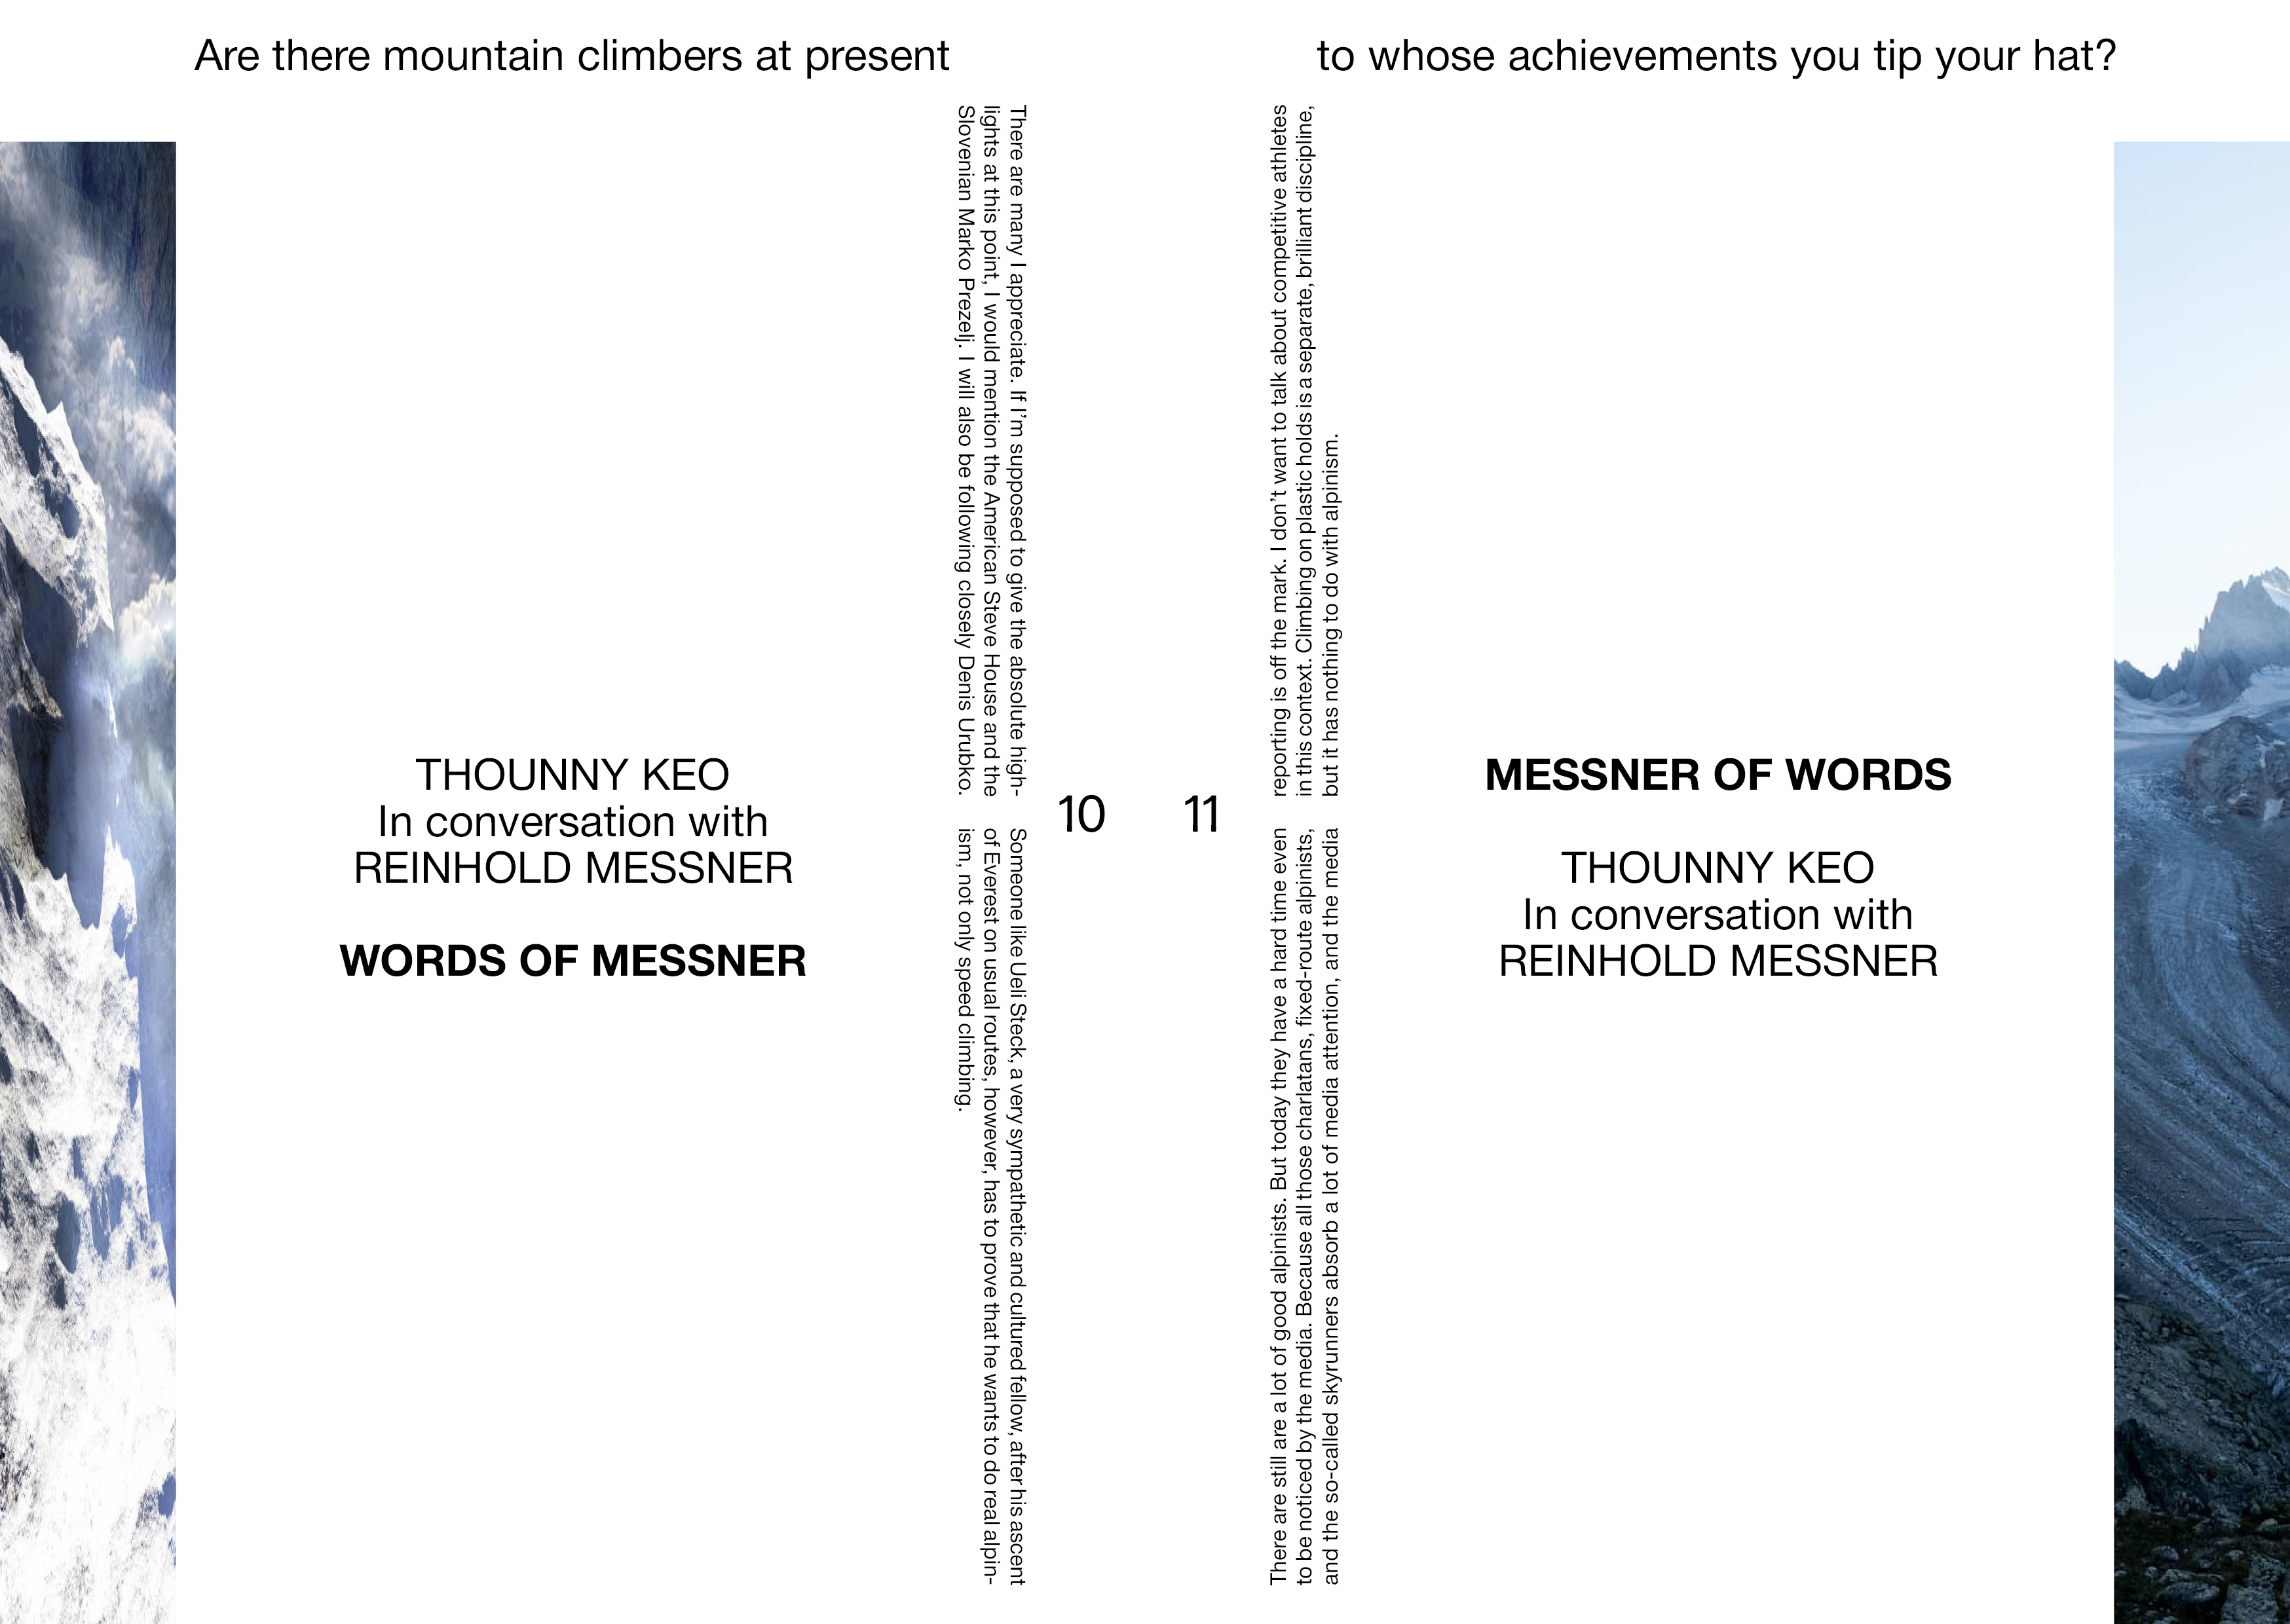 Are there mountain climbers at present
to whose achievements you tip your hat?
THOUNNY KEO
In conversation with
REINHOLD MESSNER
WORDS OF MESSNER
There are many I appreciate. If I’m supposed to give the absolute high-
lights at this point, I would mention the American Steve House and the
Slovenian Marko Prezelj. I will also be following closely Denis Urubko.
Someone like Ueli Steck, a very sympathetic and cultured fellow, after his ascent
of Everest on usual routes, however, has to prove that he wants to do real alpin-
ism, not only speed climbing.
10
11
There are still are a lot of good alpinists. But today they have a hard time even
to be noticed by the media. Because all those charlatans, fixed-route alpinists,
and the so-called skyrunners absorb a lot of media attention, and the media
reporting is off the mark. I don’t want to talk about competitive athletes
in this context. Climbing on plastic holds is a separate, brilliant discipline,
but it has nothing to do with alpinism.
MESSNER OF WORDS
THOUNNY KEO
In conversation with
REINHOLD MESSNER